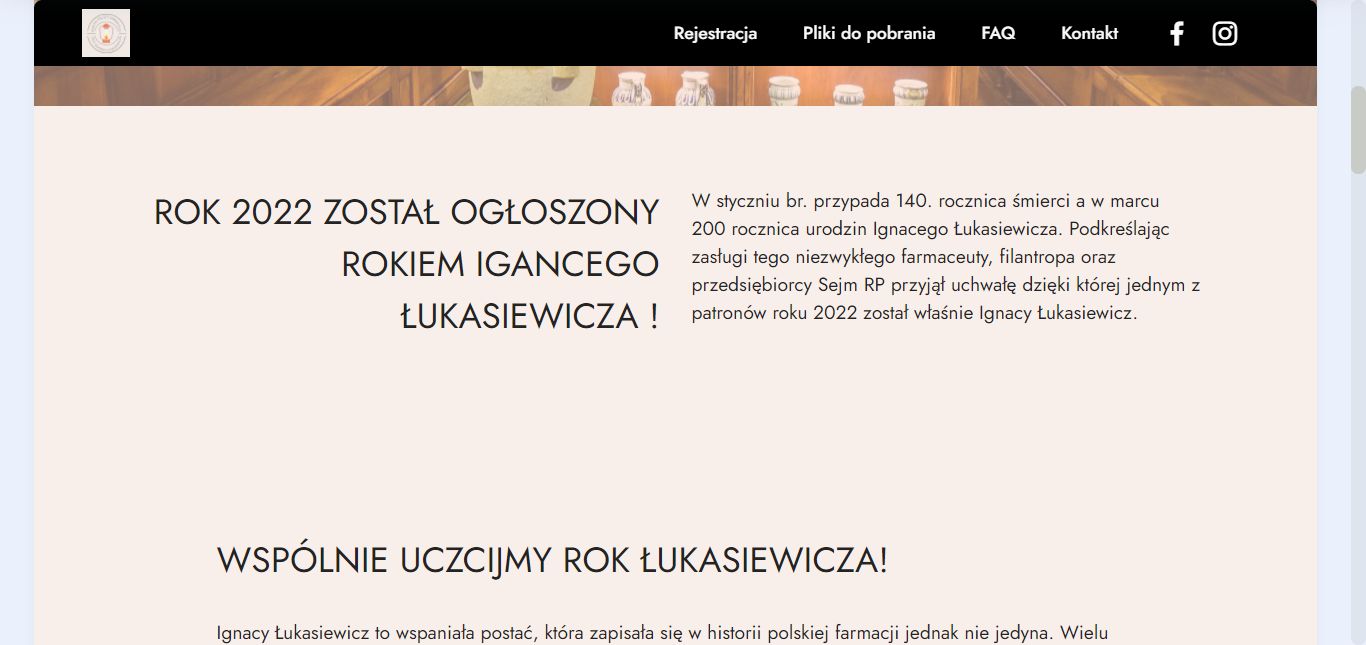 Rejestracja Pliki do pobrania FAQ Kontakt
ROK 2022 ZOSTAŁ OGŁOSZONY
ROKIEM IGANCEGO
ŁUKASIEWICZA !
W styczniu br. przypada 140. rocznica śmierci a w marcu
200 rocznica urodzin Ignacego Łukasiewicza. Podkreślając
zasługi tego niezwykłego farmaceuty, filantropa oraz
przedsiębiorcy Sejm RP przyjął uchwałę dzięki której jednym z
patronów roku 2022 został właśnie Ignacy Łukasiewicz.
WSPÓLNIE UCZCIJMY ROK ŁUKASIEWICZA!
Ignacy Łukasiewicz to wspaniała postać, która zapisała się w historii polskiej farmacji jednak nie jedyna. Wielu